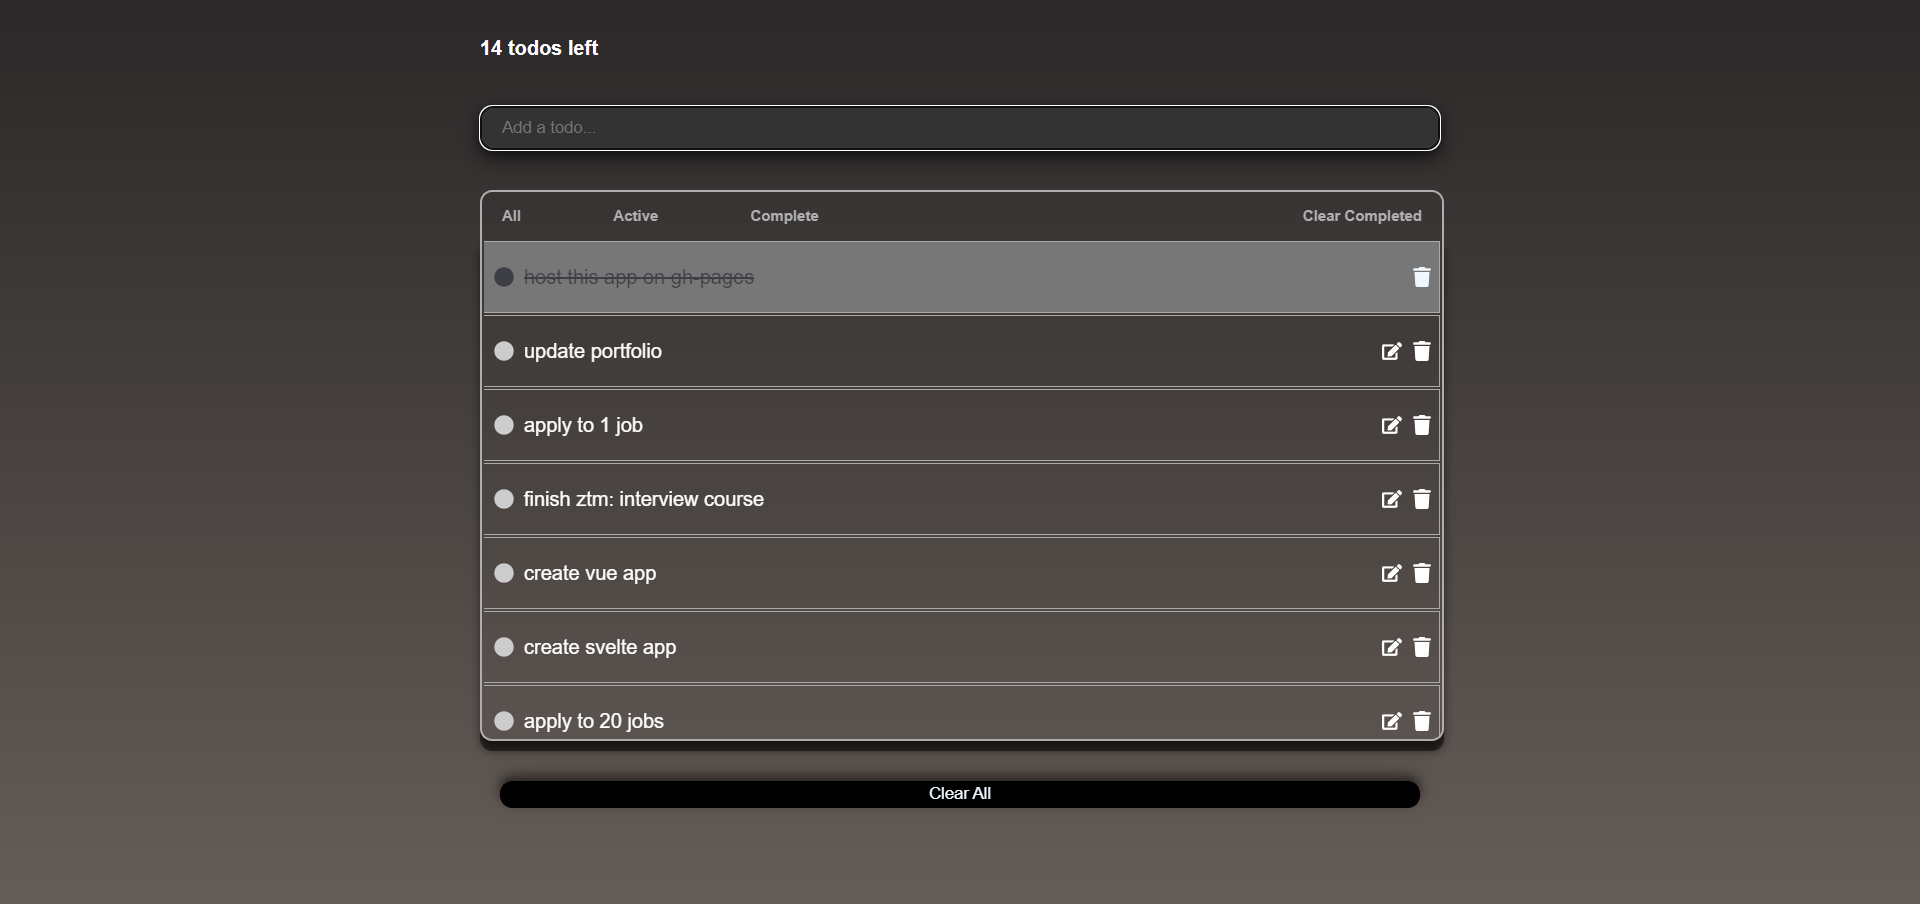 14 todos left
Add a todo...
All Active Complete Clear Completed
host this app on gh-pages
update portfolio
apply to 1 job
finish ztm: interview course
create vue app
create svelte app
apply to 20 jobs
Clear All